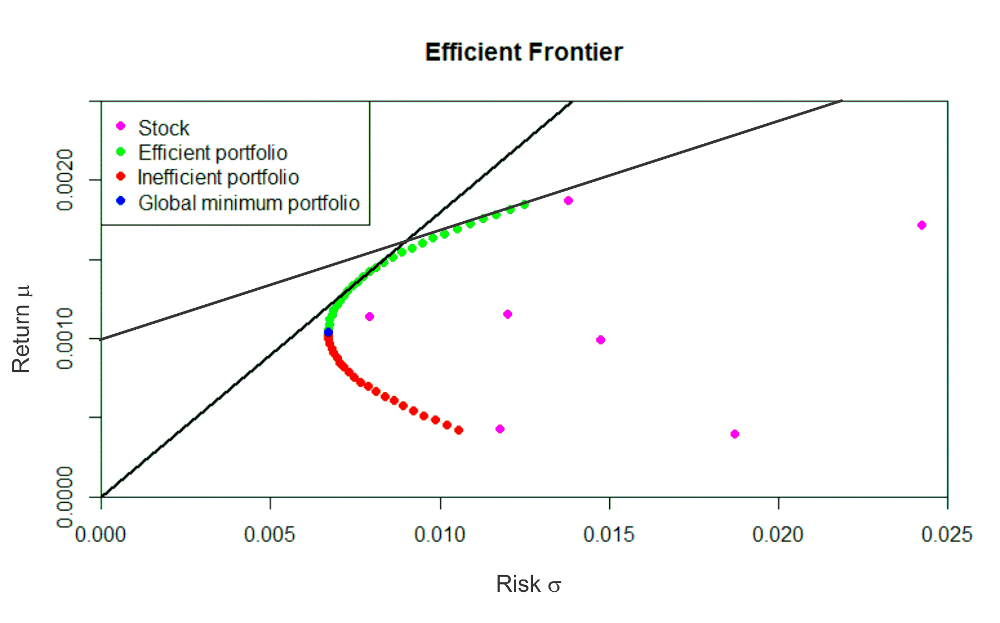 Efficient Frontier
Stock
Efficient portfolio
Inefficient portfolio
Global minimum portfolio
0.0020
0.0010
0.0000
Return μ
0.000 0.005 0.010 0.015 0.020 0.025
Risk σ